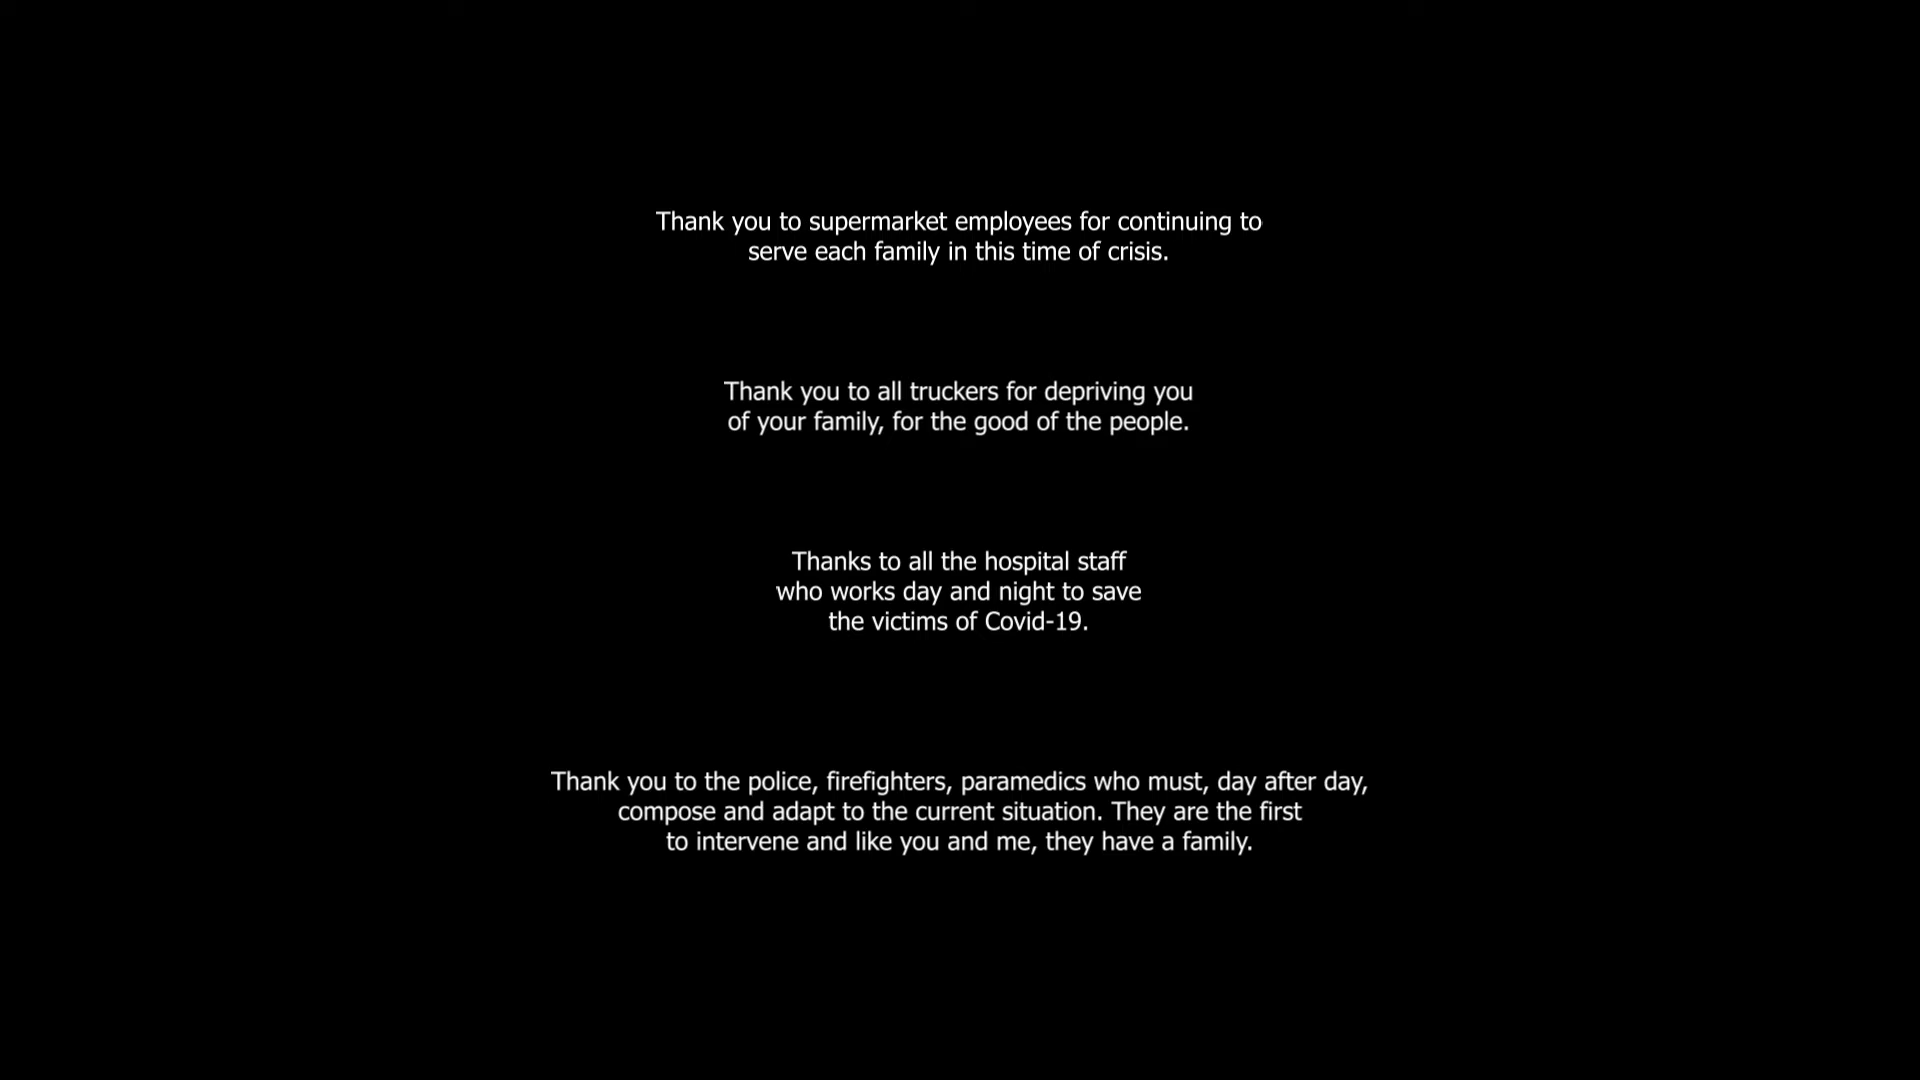 Thank you to supermarket employees for continuing to
serve each family in this time of crisis.
Thank you to all truckers for depriving you
of your family, for the good of the people.
Thanks to all the hospital staff
who works day and night to save
the victims of Covid-19.
Thank you to the police, firefighters, paramedics who must, day after day,
compose and adapt to the current situation. They are the first
to intervene and like you and me, they have a family.